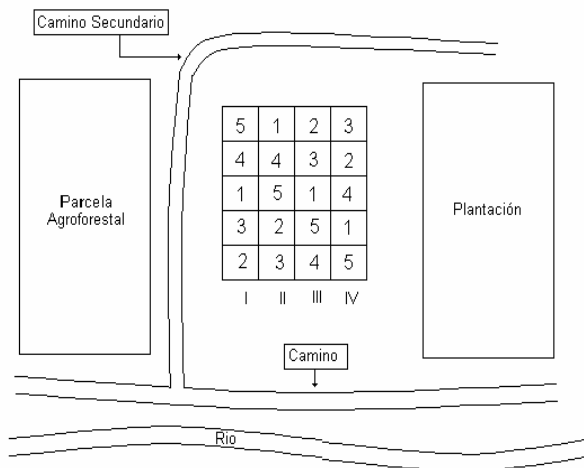 Camino Secundario
Parcela
Agroforestal
5 1 2 3
4 4 3 2
1 5 1 4
3 2 5 1
2 3 4 5
I II III IV
Plantación
Camino
Rio